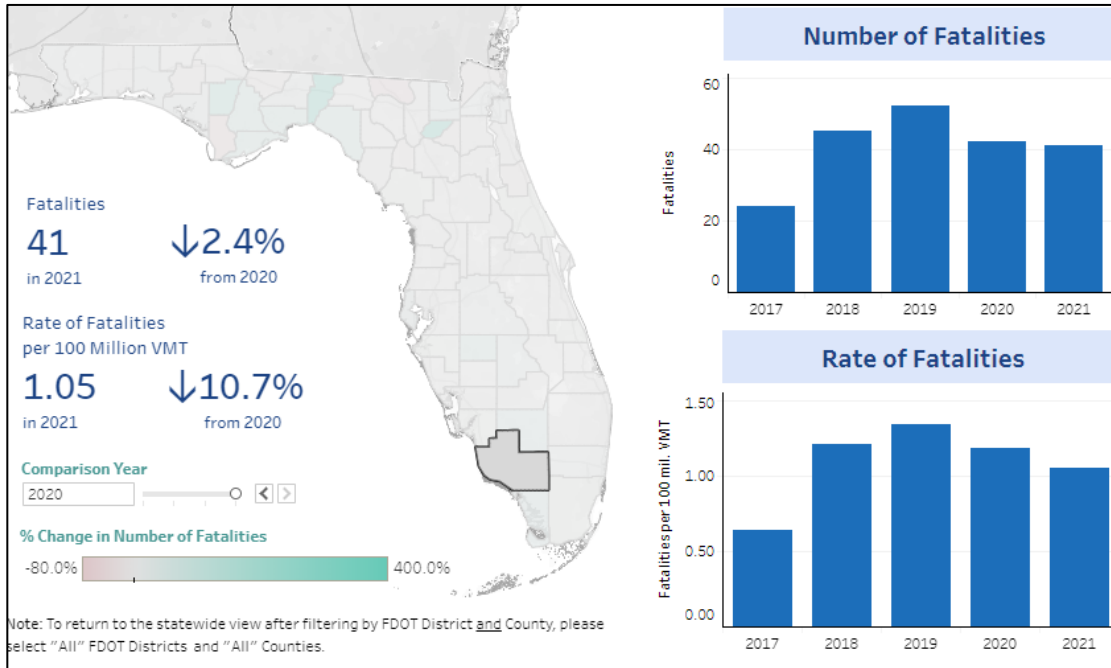 Fatalities
41
↓2.4%
in 2021
from 2020
Rate of Fatalities
per 100 Million VMT
1.05
↓10.7%
in 2021
from 2020
Comparison Year
2020
% Change in Number of Fatalities
-80.0%
400.0%
Note: To return to the statewide view after filtering by FDOT District and County, please
select "All" FDOT Districts and "All" Counties.
Number of Fatalities
Fatalities
60
40
20
0
2017
2018
2019
2020
2021
Rate of Fatalities
Fatalities per 100 mil. VMT
1.50
1.00
0.50
0.00
2017
2018
2019
2020
2021